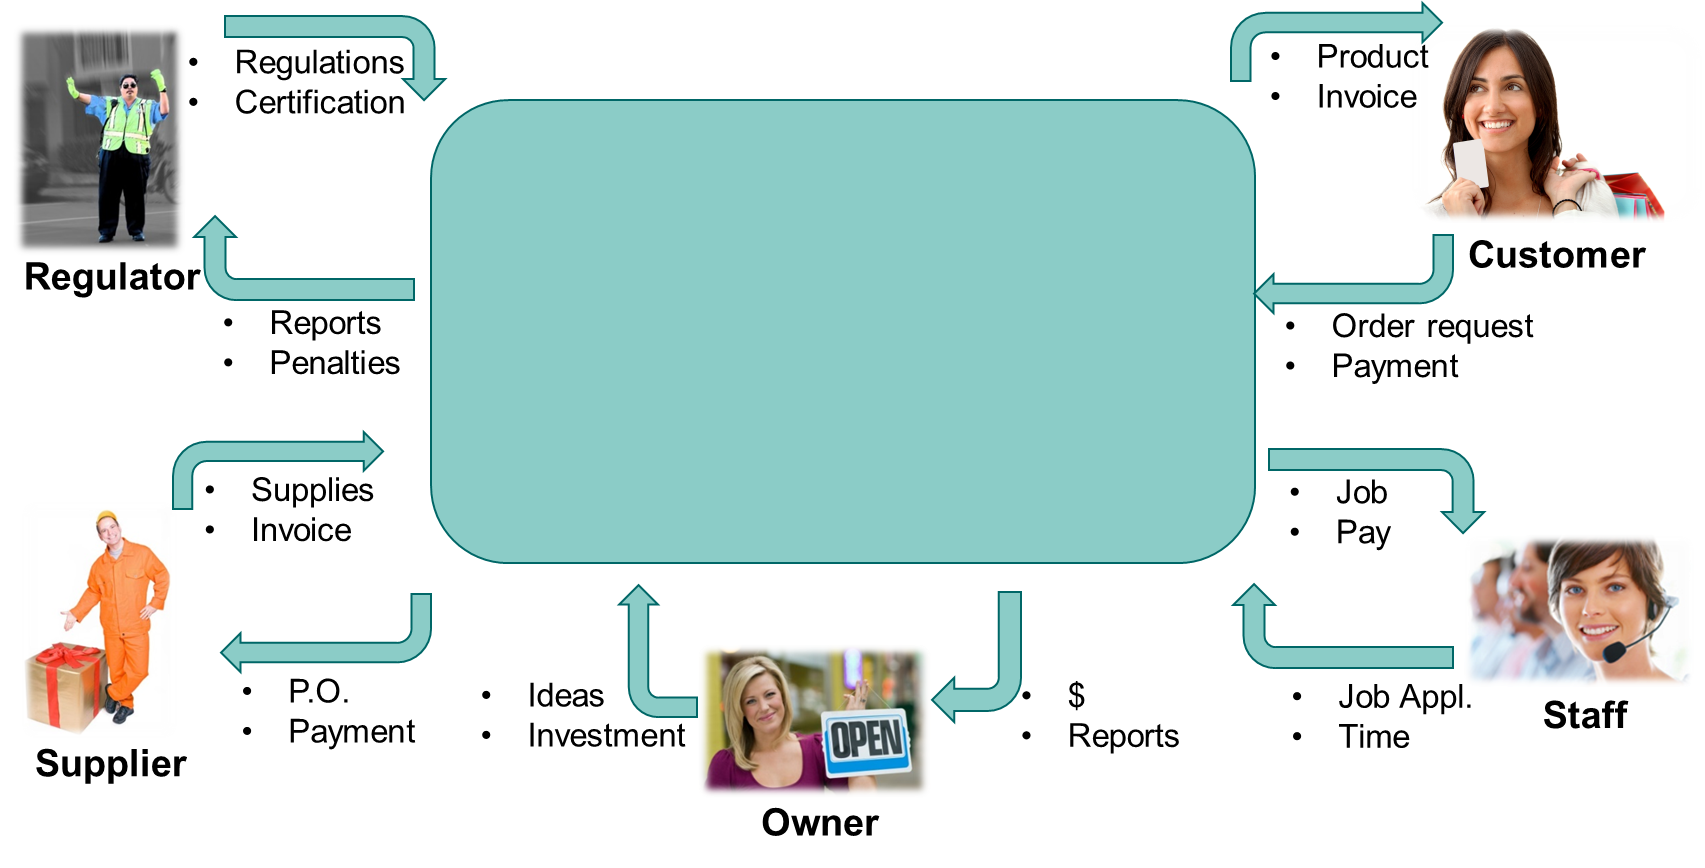 • Regulations
• Certification
Regulator
• Reports
• Penalties
• Product
• Invoice
Customer
• Order request
• Payment
• Supplies
• Invoice
Supplier
• P.O.
• Payment
• Ideas
• Investment
OPEN
Owner
• $
• Reports
• Job
• Pay
Staff
• Job Appl.
• Time